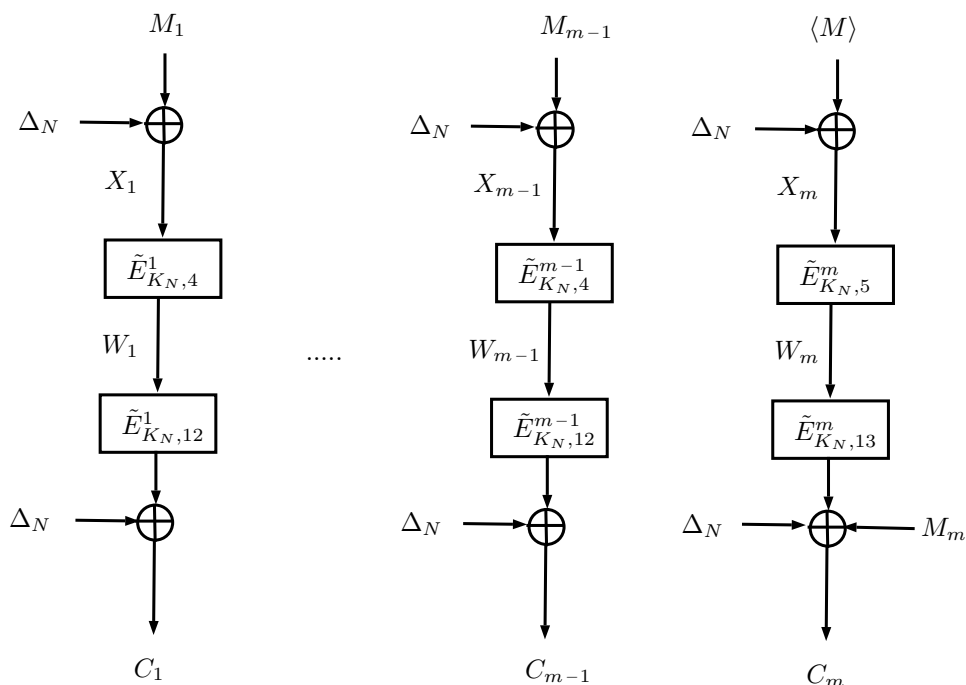 M_1 M_{m-1} ⟨M⟩
Δ_N Δ_N Δ_N
X_1 X_{m-1} X_m
Ẽ^1_{K_N,4} Ẽ^{m-1}_{K_N,4} Ẽ^m_{K_N,5}
W_1 ..... W_{m-1} W_m
Ẽ^1_{K_N,12} Ẽ^{m-1}_{K_N,12} Ẽ^m_{K_N,13}
Δ_N Δ_N Δ_N M_m
C_1 C_{m-1} C_m